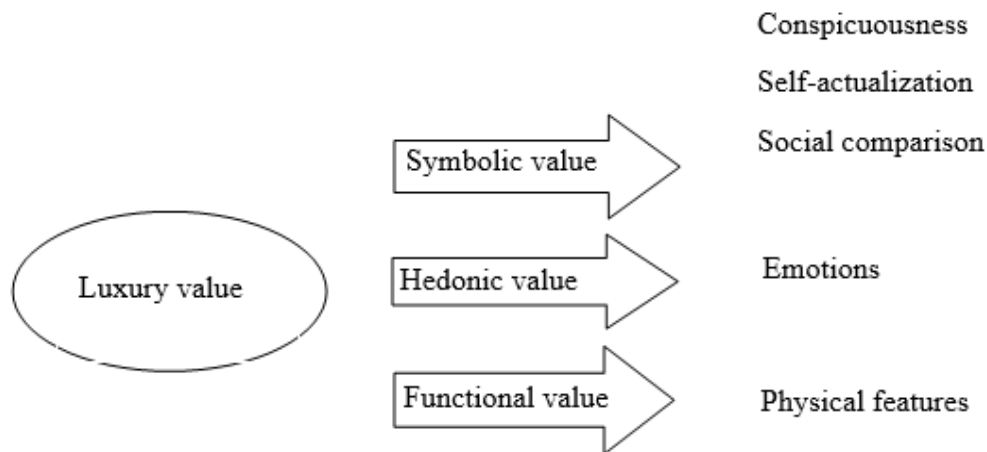 Conspicuousness
Self-actualization
Social comparison
Symbolic value
Luxury value
Hedonic value
Emotions
Functional value
Physical features